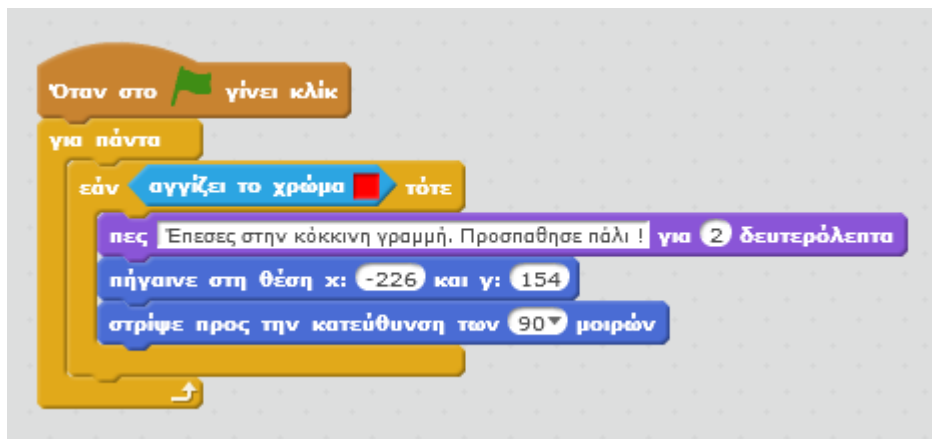 Όταν στο γίνει κλίκ
για πάντα
εάν αγγίζει το χρώμα τότε
πες Έπεσες στην κόκκινη γραμμή. Προσπαθησε πάλι ! για 2 δευτερόλεπτα
πήγαινε στη θέση x: -226 και y: 154
στρίψε προς την κατεύθυνση των 90 μοιρών